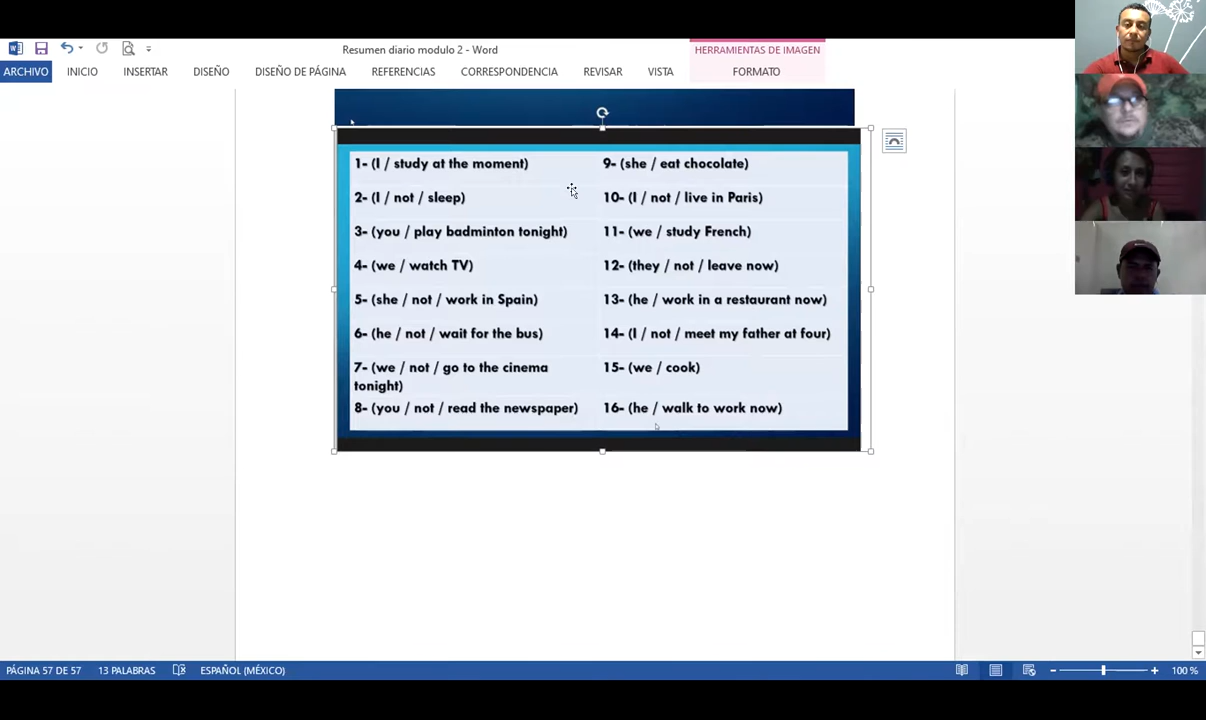 Resumen diario modulo 2 - Word
HERRAMIENTAS DE IMAGEN
ARCHIVO INICIO INSERTAR DISEÑO DISEÑO DE PÁGINA REFERENCIAS CORRESPONDENCIA REVISAR VISTA FORMATO
1- (I / study at the moment)
2- (I / not / sleep)
3- (you / play badminton tonight)
4- (we / watch TV)
5- (she / not / work in Spain)
6- (he / not / wait for the bus)
7- (we / not / go to the cinema
tonight)
8- (you / not / read the newspaper)
9- (she / eat chocolate)
10- (I / not / live in Paris)
11- (we / study French)
12- (they / not / leave now)
13- (he / work in a restaurant now)
14- (I / not / meet my father at four)
15- (we / cook)
16- (he / walk to work now)
PÁGINA 57 DE 57 13 PALABRAS ESPAÑOL (MÉXICO) 100 %